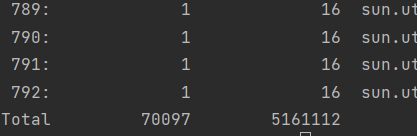 789: 1 16 sun.ut
790: 1 16 sun.ut
791: 1 16 sun.ut
792: 1 16 sun.ut
Total 70097 5161112